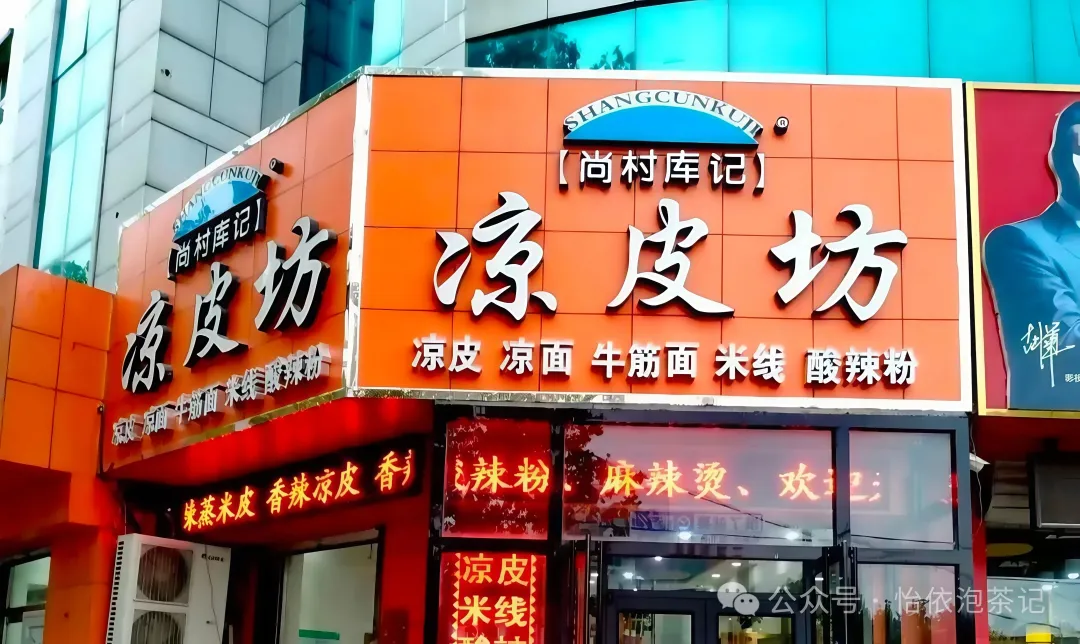 SHANGCUNKUJI
®
【尚村库记】
凉皮坊
凉皮 凉面 牛筋面 米线 酸辣粉
SHANGCUNKUJI
【尚村库记】
凉皮坊
凉皮 凉面 牛筋面 米线 酸辣粉
蒸米皮 香辣凉皮 香
辣粉、麻辣烫、欢迎
凉皮
米线
酸辣
公众号 · 怡依泡茶记